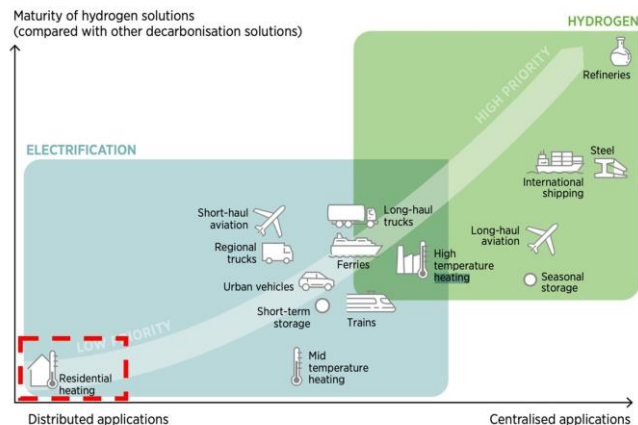 Maturity of hydrogen solutions
(compared with other decarbonisation solutions)
HYDROGEN
Refineries
HIGH PRIORITY
ELECTRIFICATION
Steel
International
shipping
Short-haul
aviation
Long-haul
trucks
Long-haul
aviation
Regional
trucks
Ferries
High
temperature
heating
Seasonal
storage
Urban vehicles
Short-term
storage
Trains
LOW PRIORITY
Mid
temperature
heating
Residential
heating
Distributed applications
Centralised applications